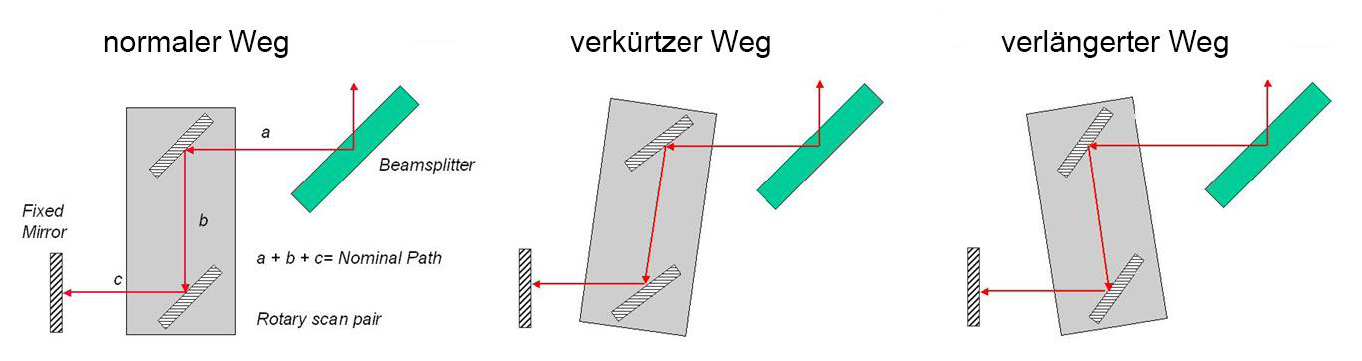 normaler Weg
verkürtzer Weg
verlängerter Weg
a
Beamsplitter
Fixed
Mirror
b
a + b + c= Nominal Path
c
Rotary scan pair